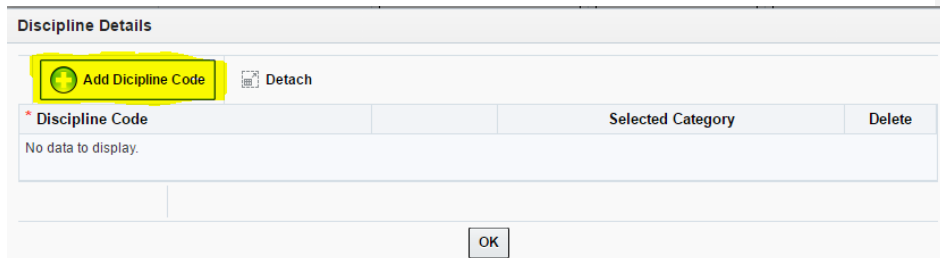 Discipline Details
Add Dicipline Code Detach
* Discipline Code Selected Category Delete
No data to display.
OK